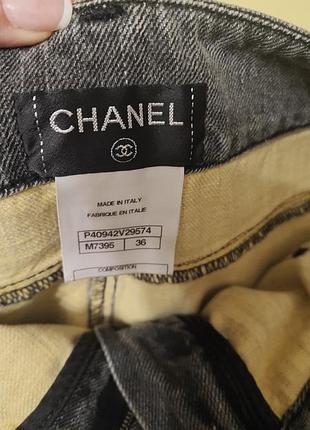 CHANEL
MADE IN ITALY
FABRIQUE EN ITALIE
P40942V29574
M7395 36
COMPOSITION